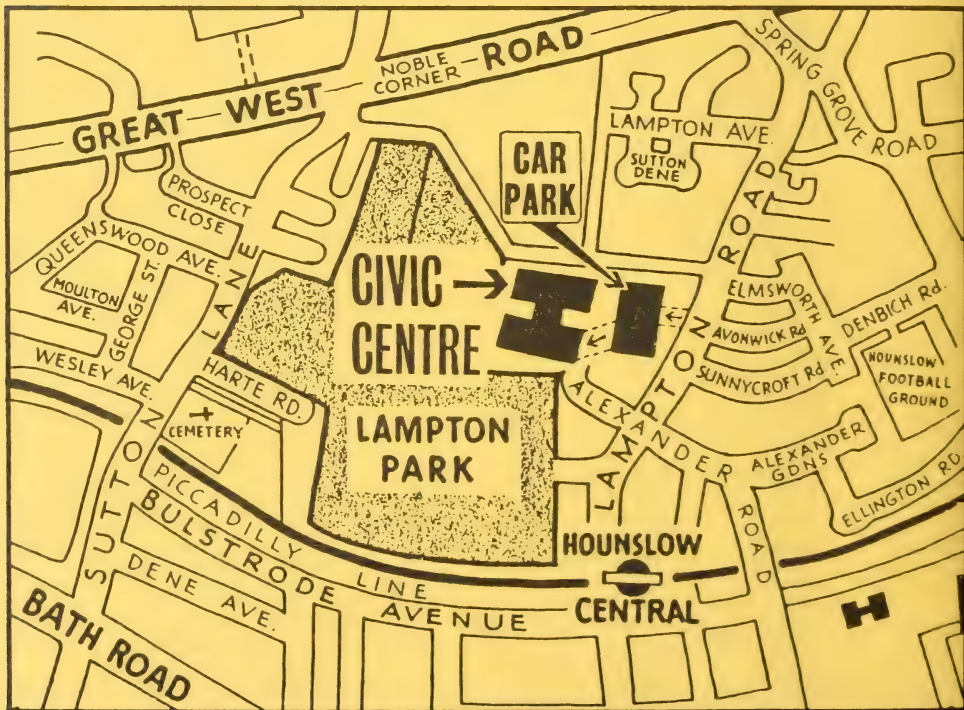 GREAT WEST ROAD
NOBLE
CORNER
SPRING GROVE ROAD
LAMPTON AVE.
SUTTON
DENE
CAR
PARK
PROSPECT
CLOSE
QUEENSWOOD AVE.
MOULTON
AVE.
GEORGE ST.
WESLEY AVE.
SUTTON LANE
HARTE RD.
CEMETERY
CIVIC
CENTRE
LAMPTON
PARK
LAMPTON ROAD
ELMSWORTH AVE
AVONWICK Rd
SUNNYCROFT Rd.
DENBICH Rd.
HOUNSLOW
FOOTBALL
GROUND
ALEXANDER ROAD
ALEXANDER
GDNS
ELLINGTON RD.
PICCADILLY LINE
BULSTRODE AVENUE
DENE AVE.
BATH ROAD
HOUNSLOW
CENTRAL